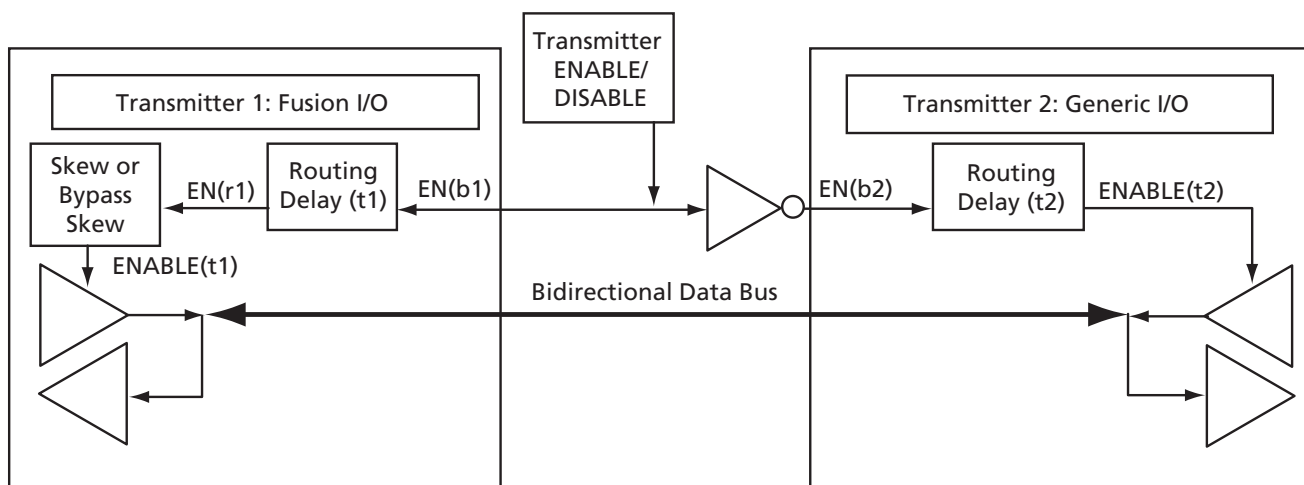 Transmitter
ENABLE/
DISABLE
Transmitter 1: Fusion I/O
Transmitter 2: Generic I/O
Skew or
Bypass
Skew
EN(r1)
Routing
Delay (t1)
EN(b1)
EN(b2)
Routing
Delay (t2)
ENABLE(t2)
ENABLE(t1)
Bidirectional Data Bus